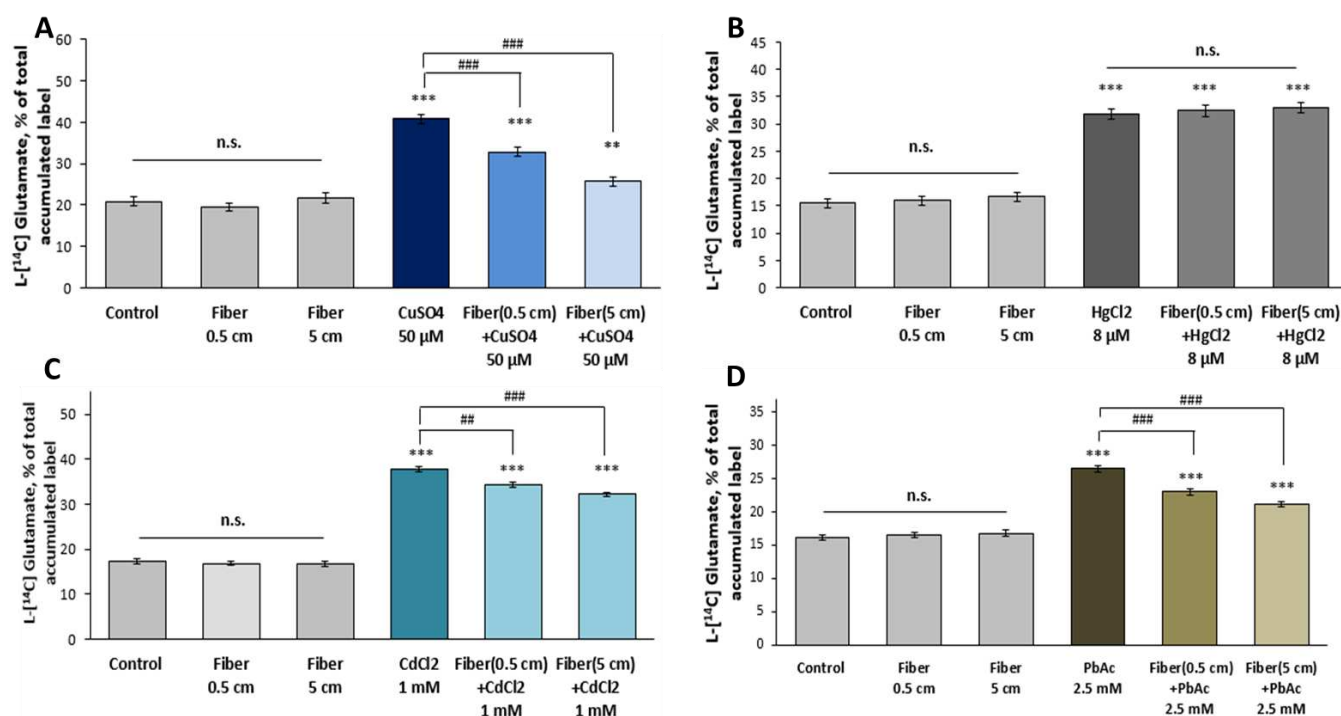 A
L-[¹⁴C] Glutamate, % of total
accumulated label
60
50
40
30
20
10
0
n.s.
***
###
###
***
**
Control
Fiber
0.5 cm
Fiber
5 cm
CuSO4
50 µM
Fiber(0.5 cm)
+CuSO4
50 µM
Fiber(5 cm)
+CuSO4
50 µM
B
L-[¹⁴C] Glutamate, % of total
accumulated label
45
40
35
30
25
20
15
10
5
0
n.s.
n.s.
***
***
***
Control
Fiber
0.5 cm
Fiber
5 cm
HgCl2
8 µM
Fiber(0.5 cm)
+HgCl2
8 µM
Fiber(5 cm)
+HgCl2
8 µM
C
L-[¹⁴C] Glutamate, % of total
accumulated label
50
40
30
20
10
0
n.s.
###
##
***
***
***
Control
Fiber
0.5 cm
Fiber
5 cm
CdCl2
1 mM
Fiber(0.5 cm)
+CdCl2
1 mM
Fiber(5 cm)
+CdCl2
1 mM
D
L-[¹⁴C] Glutamate, % of total
accumulated label
35
30
25
20
15
10
5
0
n.s.
###
###
***
***
***
Control
Fiber
0.5 cm
Fiber
5 cm
PbAc
2.5 mM
Fiber(0.5 cm)
+PbAc
2.5 mM
Fiber(5 cm)
+PbAc
2.5 mM